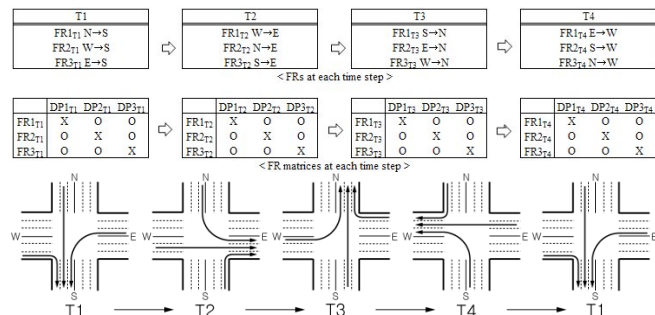 T1 T2 T3 T4
FR1T1 N→S FR1T2 W→E FR1T3 S→N FR1T4 E→W
FR2T1 W→S FR2T2 N→E FR2T3 E→N FR2T4 S→W
FR3T1 E→S FR3T2 S→E FR3T3 W→N FR3T4 N→W
< FRs at each time step >
DP1T1 DP2T1 DP3T1 DP1T2 DP2T2 DP3T2 DP1T3 DP2T3 DP3T3 DP1T4 DP2T4 DP3T4
FR1T1 X O O FR1T2 X O O FR1T3 X O O FR1T4 X O O
FR2T1 O X O FR2T2 O X O FR2T3 O X O FR2T4 O X O
FR3T1 O O X FR3T2 O O X FR3T3 O O X FR3T4 O O X
< FR matrices at each time step >
N N N N N
W E W E W E W E W E
S S S S S
T1 T2 T3 T4 T1